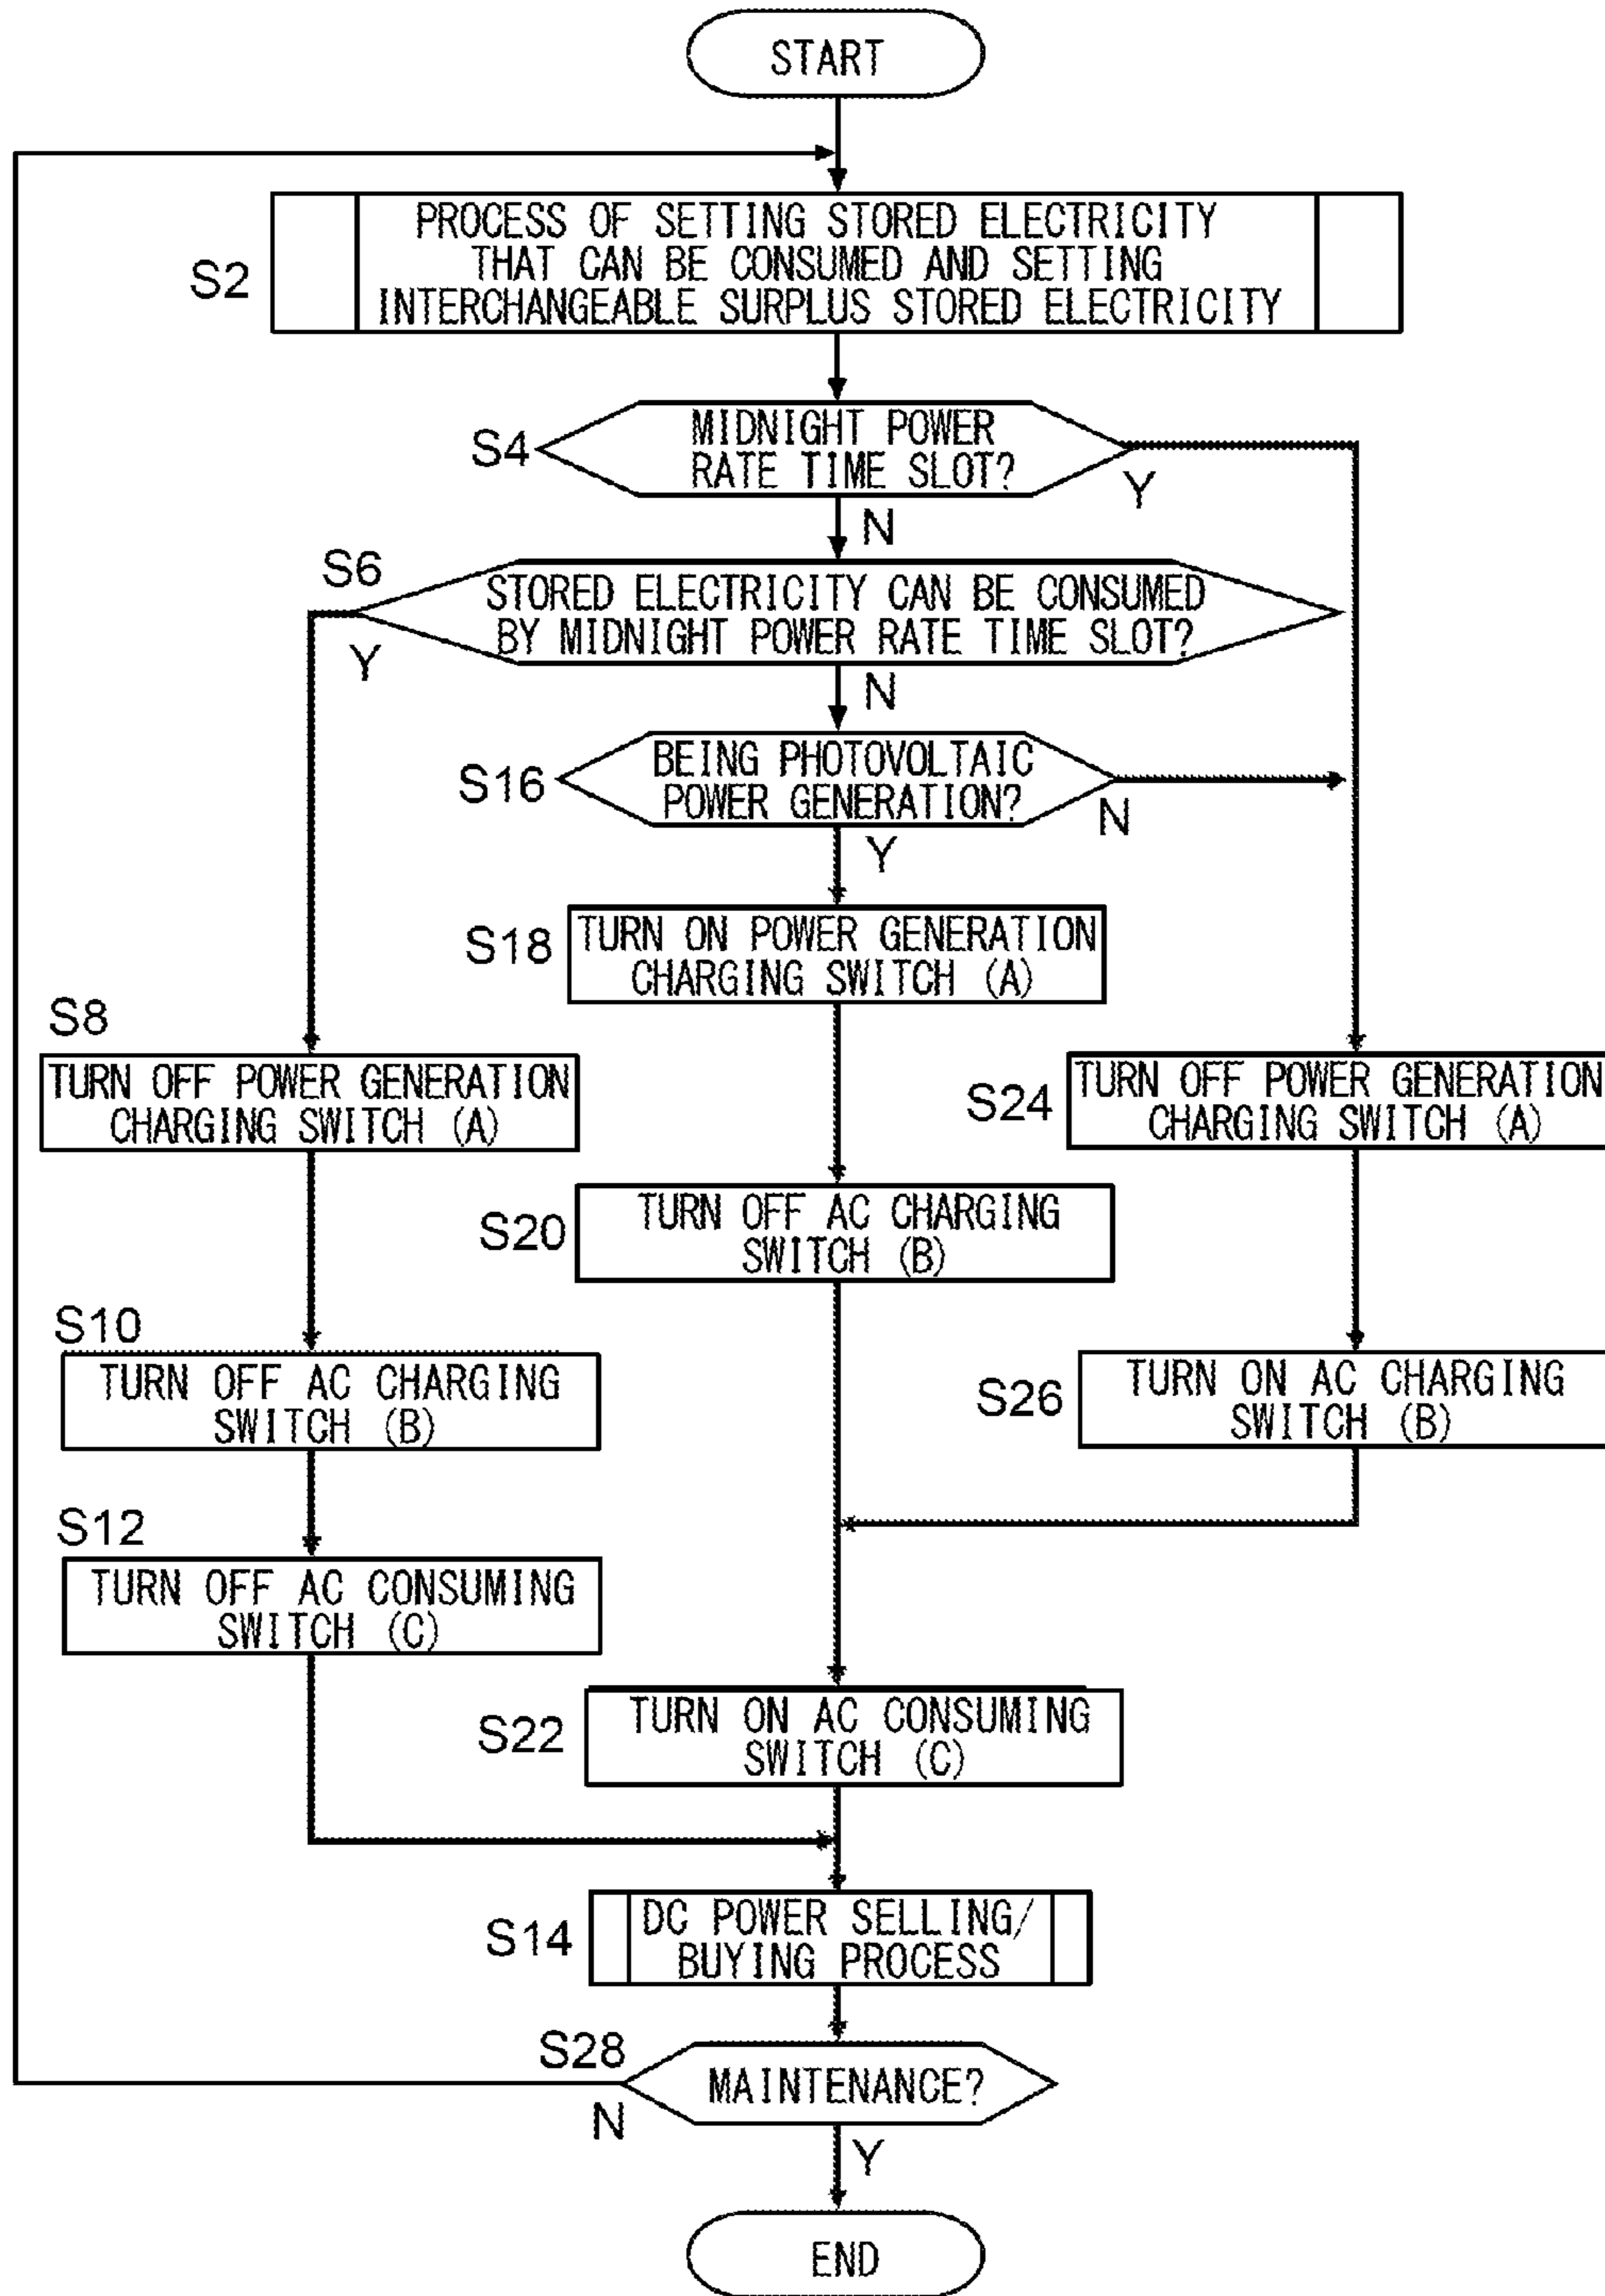 START
S2
PROCESS OF SETTING STORED ELECTRICITY
THAT CAN BE CONSUMED AND SETTING
INTERCHANGEABLE SURPLUS STORED ELECTRICITY
S4
MIDNIGHT POWER
RATE TIME SLOT?
Y
N
S6
STORED ELECTRICITY CAN BE CONSUMED
BY MIDNIGHT POWER RATE TIME SLOT?
Y
N
S16
BEING PHOTOVOLTAIC
POWER GENERATION?
N
Y
S18
TURN ON POWER GENERATION
CHARGING SWITCH (A)
S8
TURN OFF POWER GENERATION
CHARGING SWITCH (A)
S24
TURN OFF POWER GENERATION
CHARGING SWITCH (A)
S20
TURN OFF AC CHARGING
SWITCH (B)
S10
TURN OFF AC CHARGING
SWITCH (B)
S26
TURN ON AC CHARGING
SWITCH (B)
S12
TURN OFF AC CONSUMING
SWITCH (C)
S22
TURN ON AC CONSUMING
SWITCH (C)
S14
DC POWER SELLING/
BUYING PROCESS
S28
MAINTENANCE?
N
Y
END